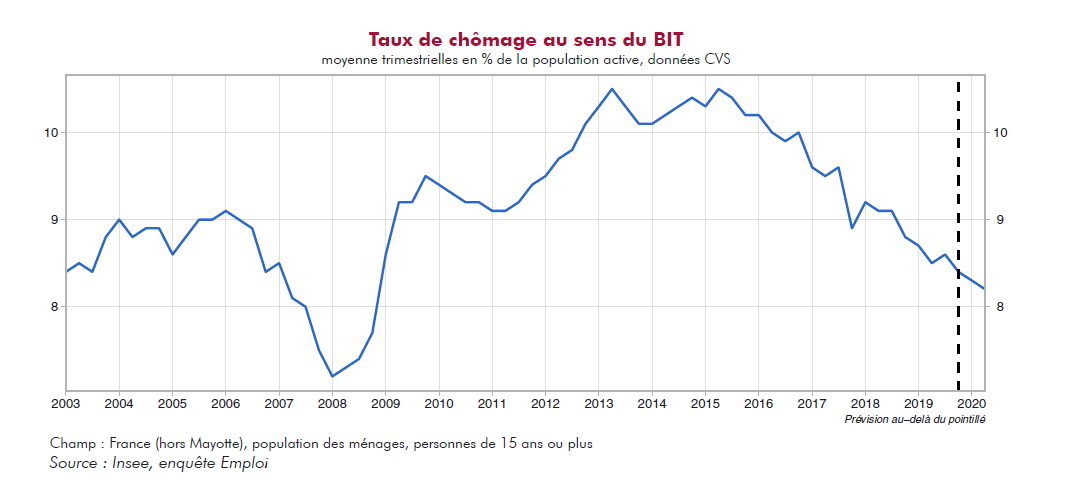 Taux de chômage au sens du BIT
moyenne trimestrielles en % de la population active, données CVS
10
10
9
9
8
8
2003 2004 2005 2006 2007 2008 2009 2010 2011 2012 2013 2014 2015 2016 2017 2018 2019 2020
Prévision au−delà du pointillé
Champ : France (hors Mayotte), population des ménages, personnes de 15 ans ou plus
Source : Insee, enquête Emploi